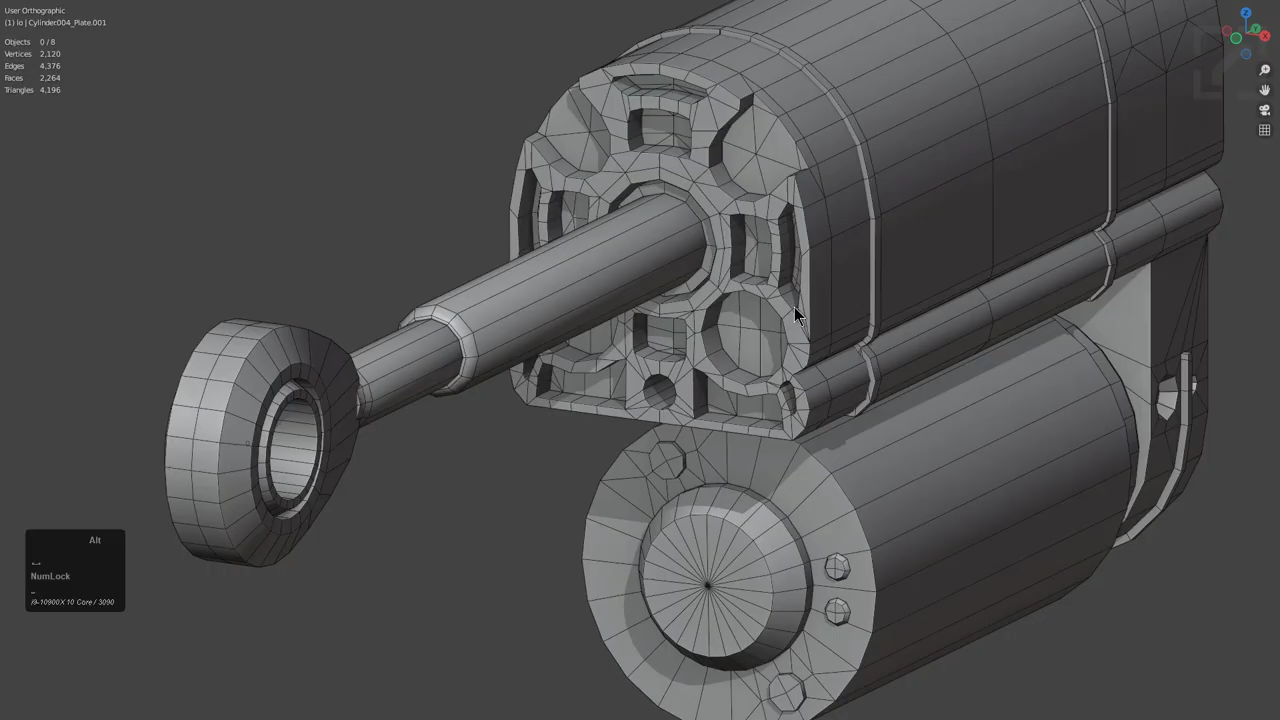 User Orthographic
(1) io | Cylinder004_Plate.001
Objects 0 / 8
Vertices 2,120
Edges 4,376
Faces 2,264
Triangles 4,196
Z
Y
X
Alt
NumLock
i9-10900X 10 Core / 3090